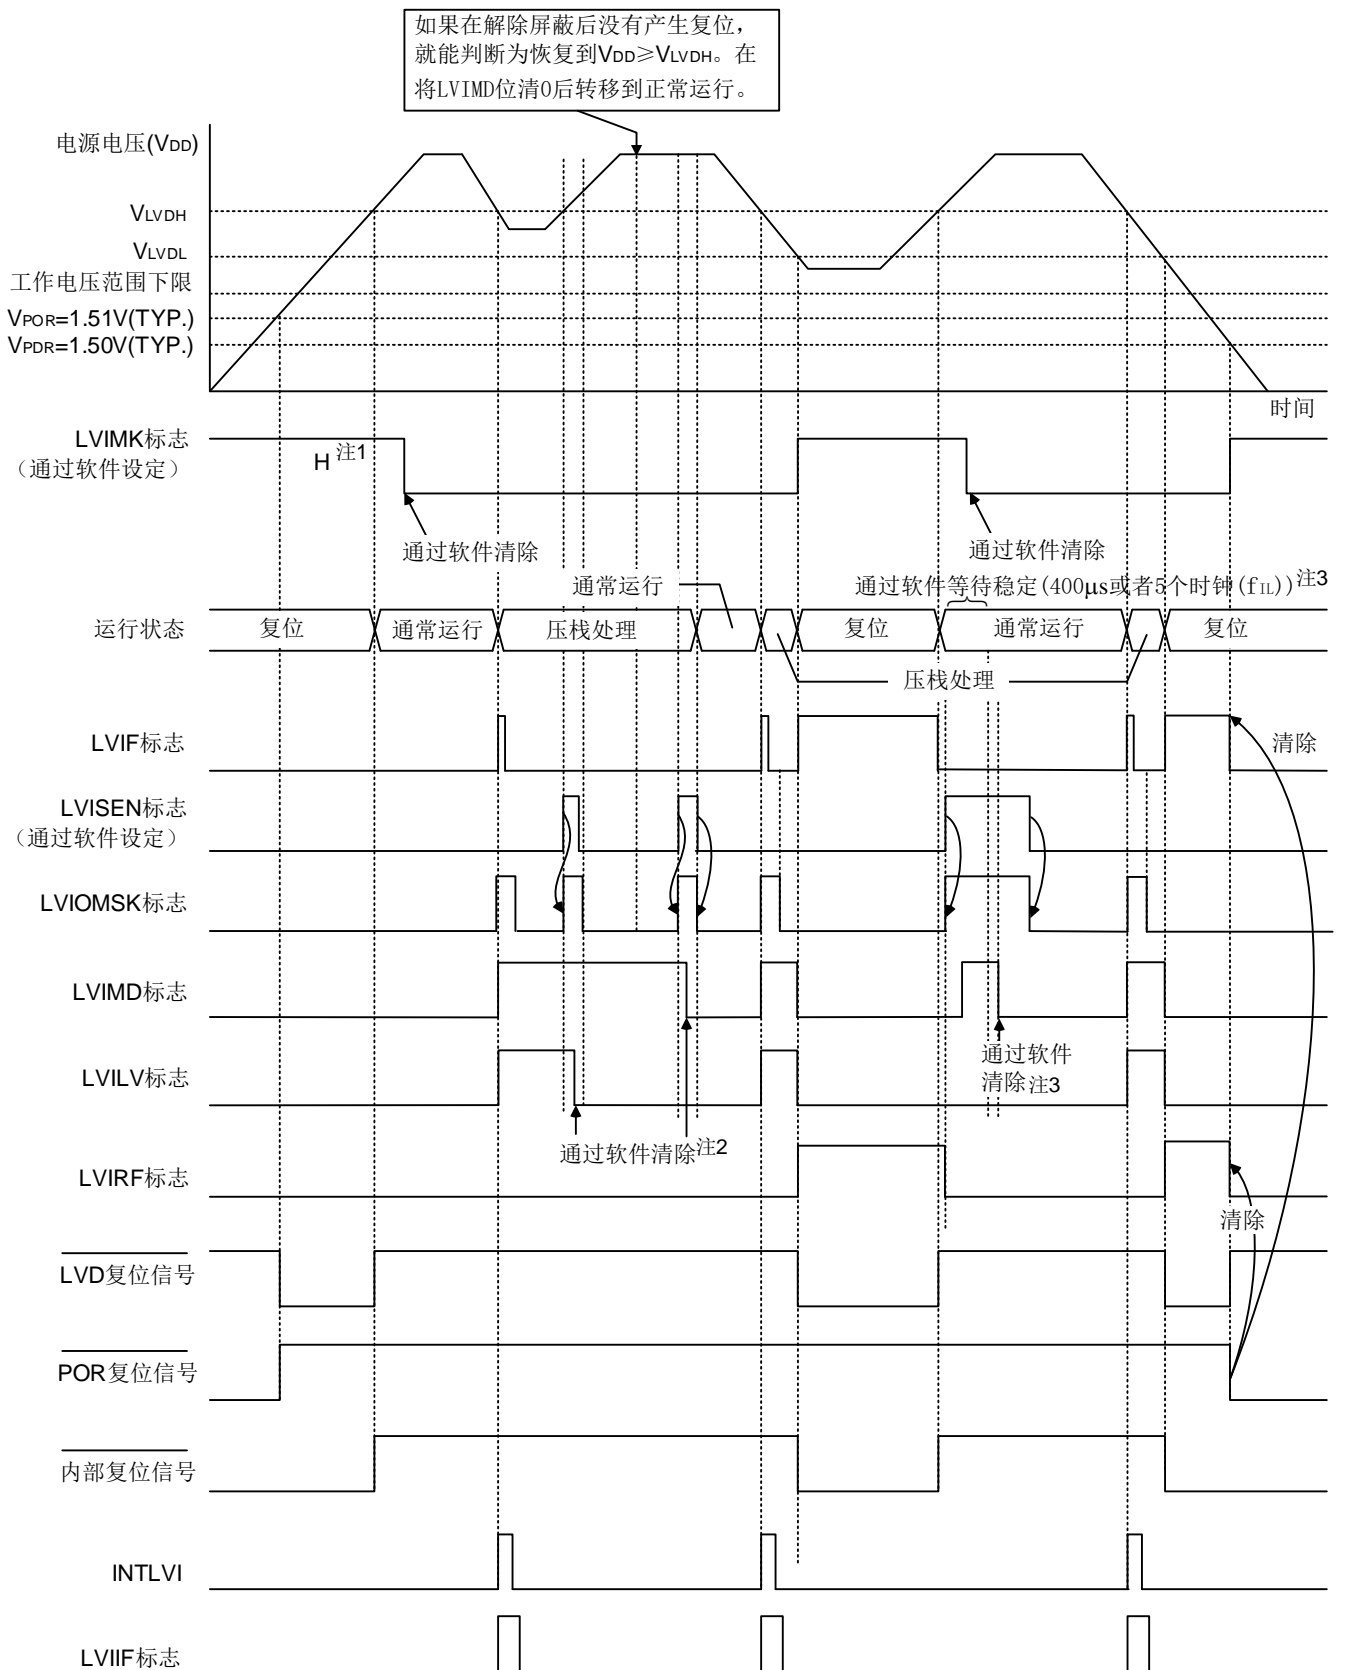 如果在解除屏蔽后没有产生复位，
就能判断为恢复到VDD≥VLVDH。在
将LVIMD位清0后转移到正常运行。
电源电压(VDD)
VLVDH
VLVDL
工作电压范围下限
VPOR=1.51V(TYP.)
VPDR=1.50V(TYP.)
时间
LVIMK标志
（通过软件设定）
H 注1
通过软件清除
通过软件清除
通常运行
通过软件等待稳定(400μs或者5个时钟(fIL))注3
运行状态
复位
通常运行
压栈处理
复位
通常运行
复位
压栈处理
LVIF标志
清除
LVISEN标志
（通过软件设定）
LVIOMSK标志
LVIMD标志
通过软件
清除注3
LVILV标志
通过软件清除注2
LVIRF标志
清除
LVD复位信号
POR复位信号
内部复位信号
INTLVI
LVIIF标志